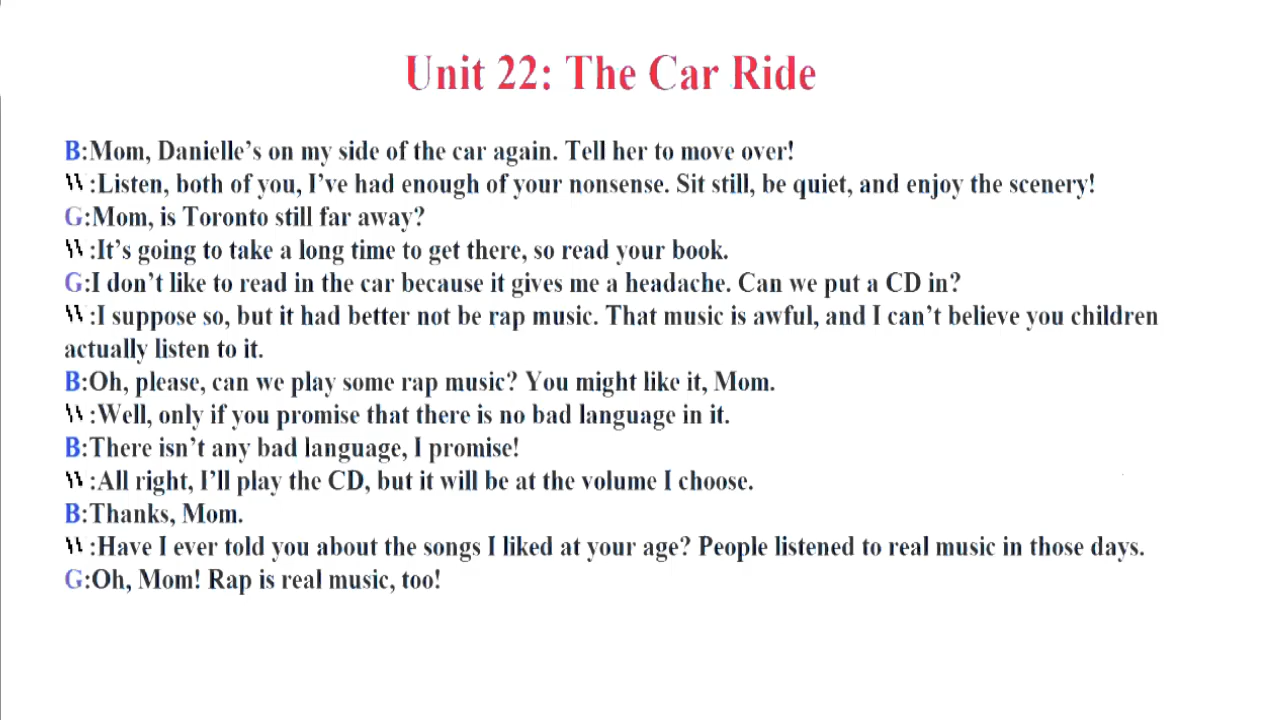 Unit 22: The Car Ride
B:Mom, Danielle's on my side of the car again. Tell her to move over!
:Listen, both of you, I've had enough of your nonsense. Sit still, be quiet, and enjoy the scenery!
G:Mom, is Toronto still far away?
:It's going to take a long time to get there, so read your book.
G:I don't like to read in the car because it gives me a headache. Can we put a CD in?
:I suppose so, but it had better not be rap music. That music is awful, and I can't believe you children
actually listen to it.
B:Oh, please, can we play some rap music? You might like it, Mom.
:Well, only if you promise that there is no bad language in it.
B:There isn't any bad language, I promise!
:All right, I'll play the CD, but it will be at the volume I choose.
B:Thanks, Mom.
:Have I ever told you about the songs I liked at your age? People listened to real music in those days.
G:Oh, Mom! Rap is real music, too!